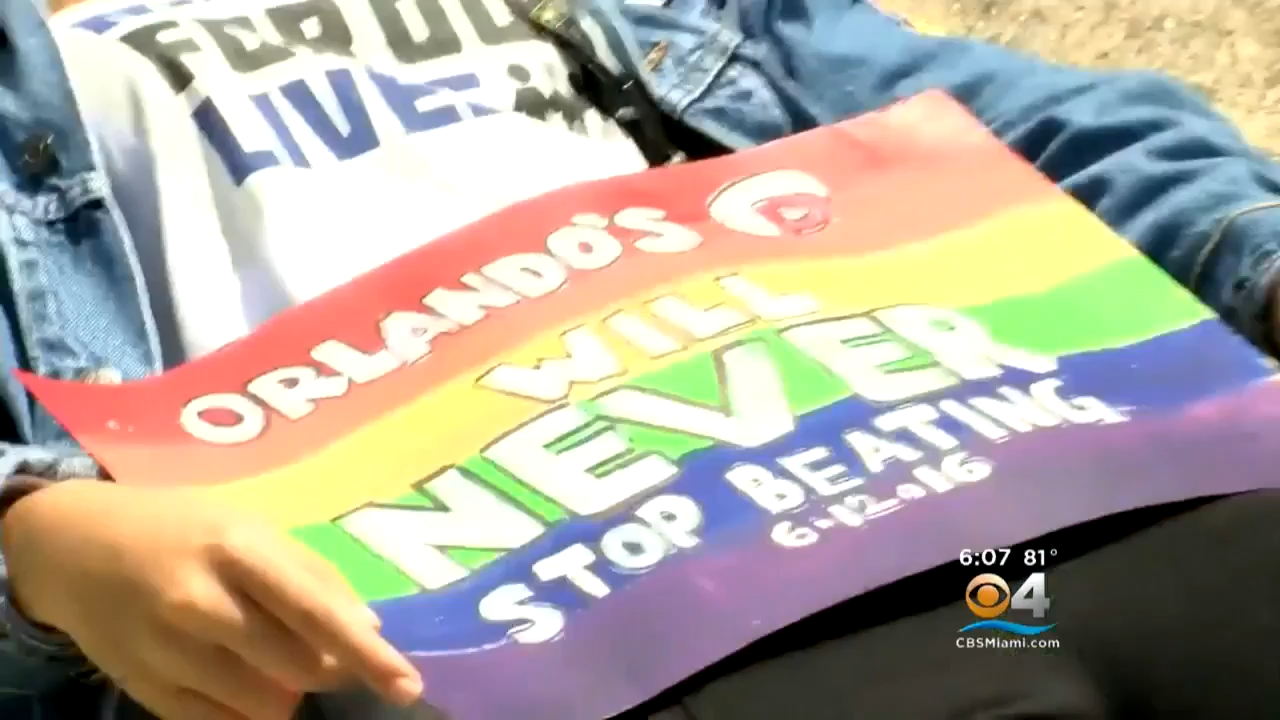 LIVE
ORLANDO'S
WILL
NEVER
STOP BEATING
6·12·16
6:07 81°
4
CBSMiami.com